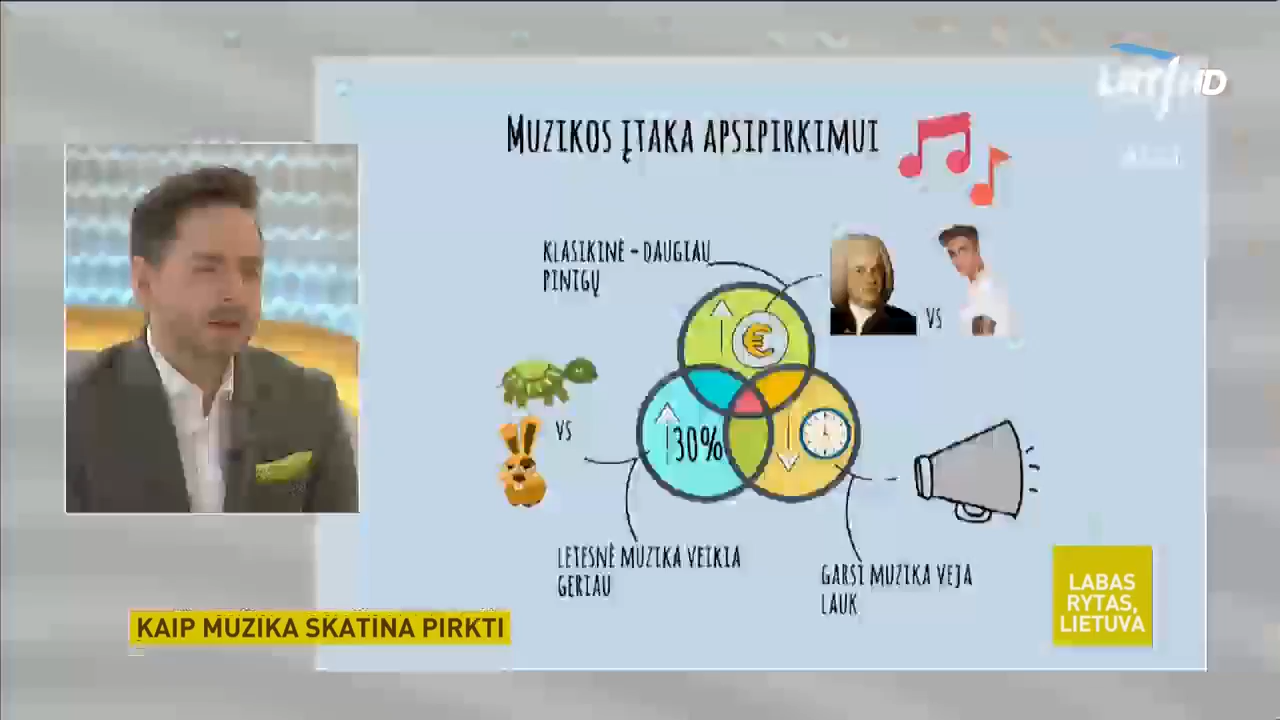 MUZIKOS ĮTAKA APSIPIRKIMUI
KLASIKINĖ - DAUGIAU
PINIGŲ
VS
VS
30%
LETESNĖ MUZIKA VEIKIA
GERIAU
GARSI MUZIKA VEJA
LAUK
KAIP MUZIKA SKATINA PIRKTI
LABAS
RYTAS,
LIETUVA